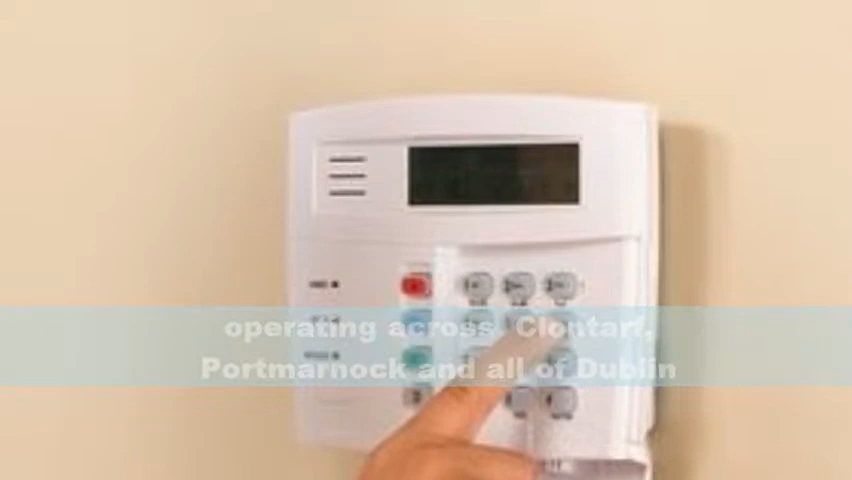 operating across Clontarf,
Portmarnock and all of Dublin